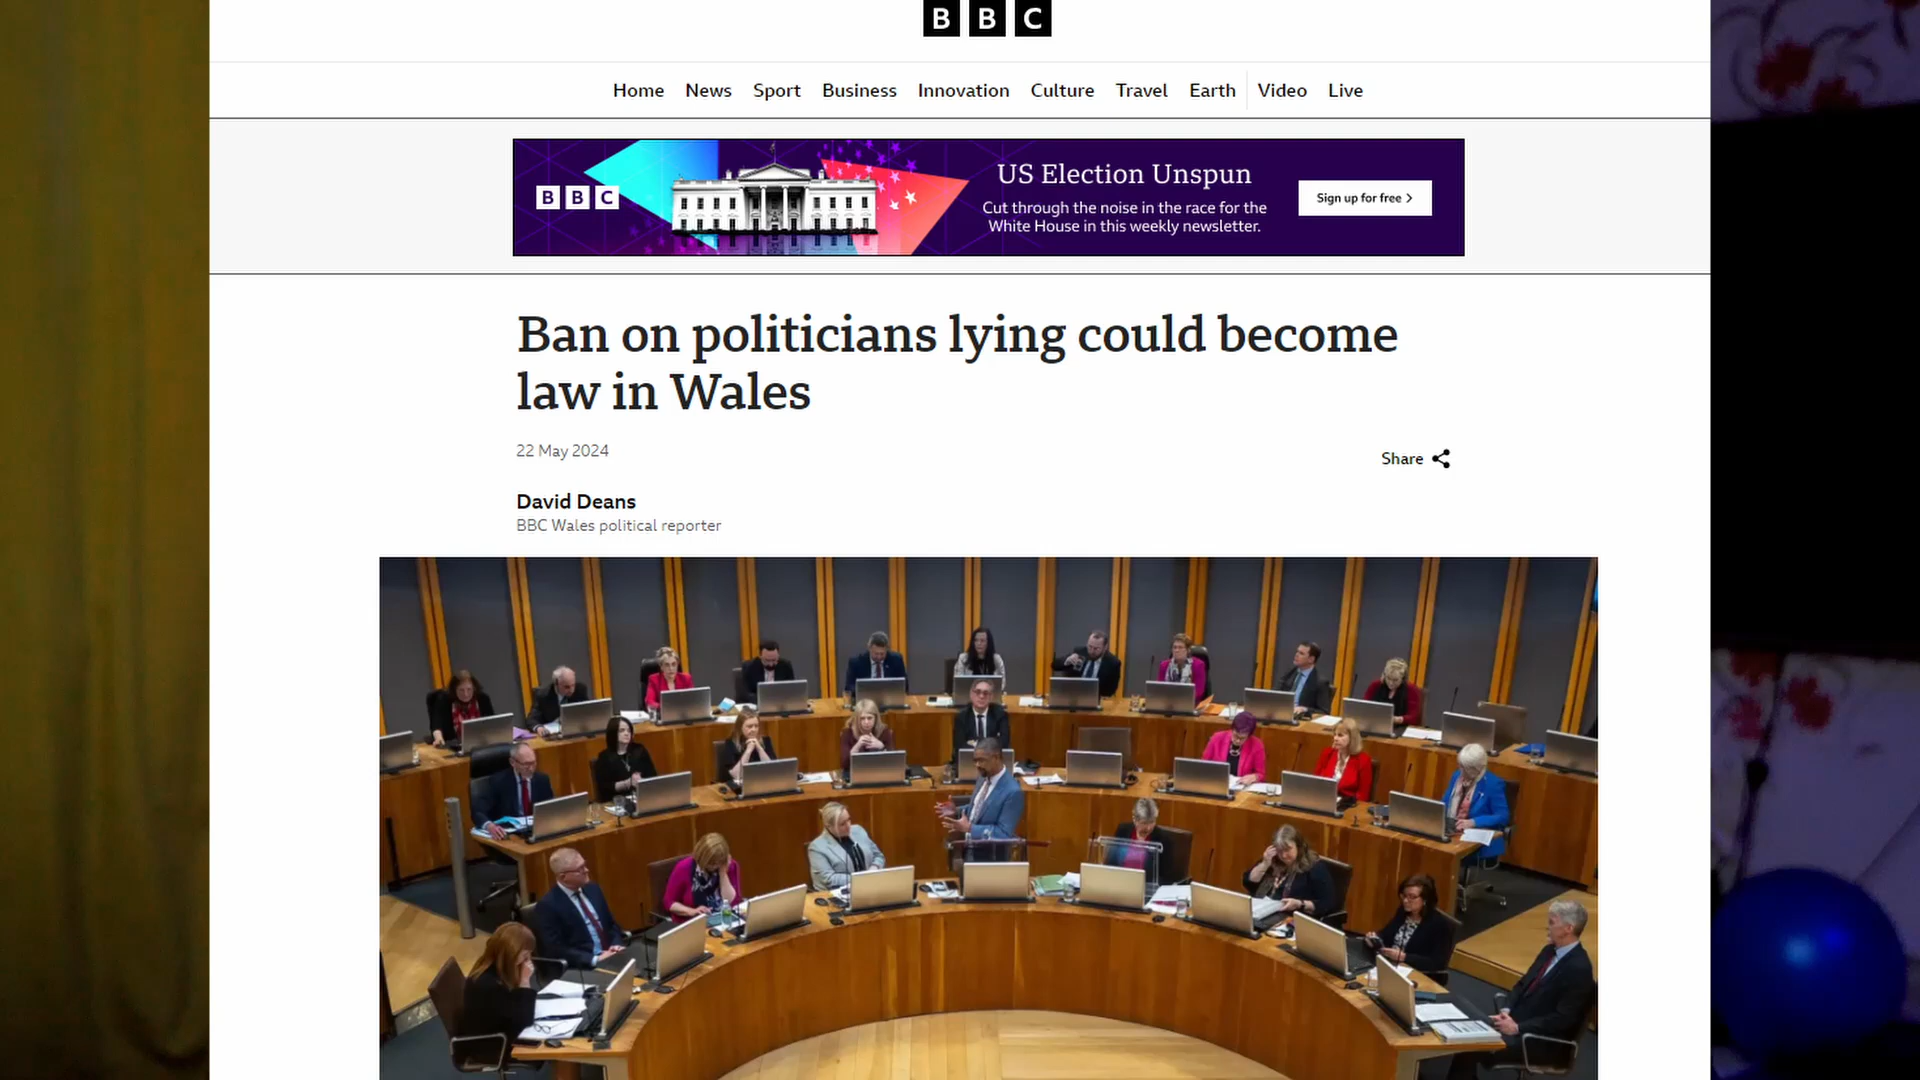 BBC
Home News Sport Business Innovation Culture Travel Earth Video Live
BBC
US Election Unspun
Cut through the noise in the race for the
White House in this weekly newsletter.
Sign up for free >
Ban on politicians lying could become
law in Wales
22 May 2024
Share
David Deans
BBC Wales political reporter